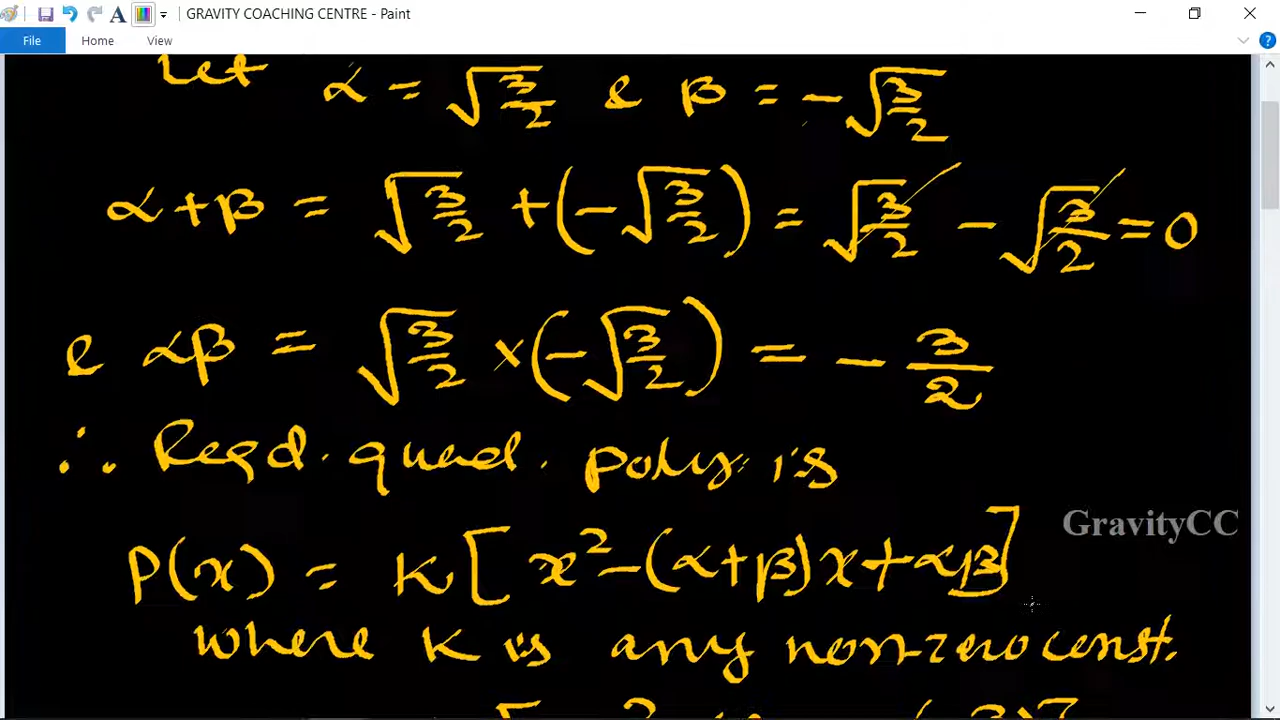 GRAVITY COACHING CENTRE - Paint
File Home View
Let α = √3/2 & β = -√3/2
α+β = √3/2 + (-√3/2) = √3/2 - √3/2 = 0
& αβ = √3/2 × (-√3/2) = - 3/2
∴ Reqd. quad. poly. is
GravityCC
P(x) = K[x²-(α+β)x+αβ]
where K is any non-zero const.